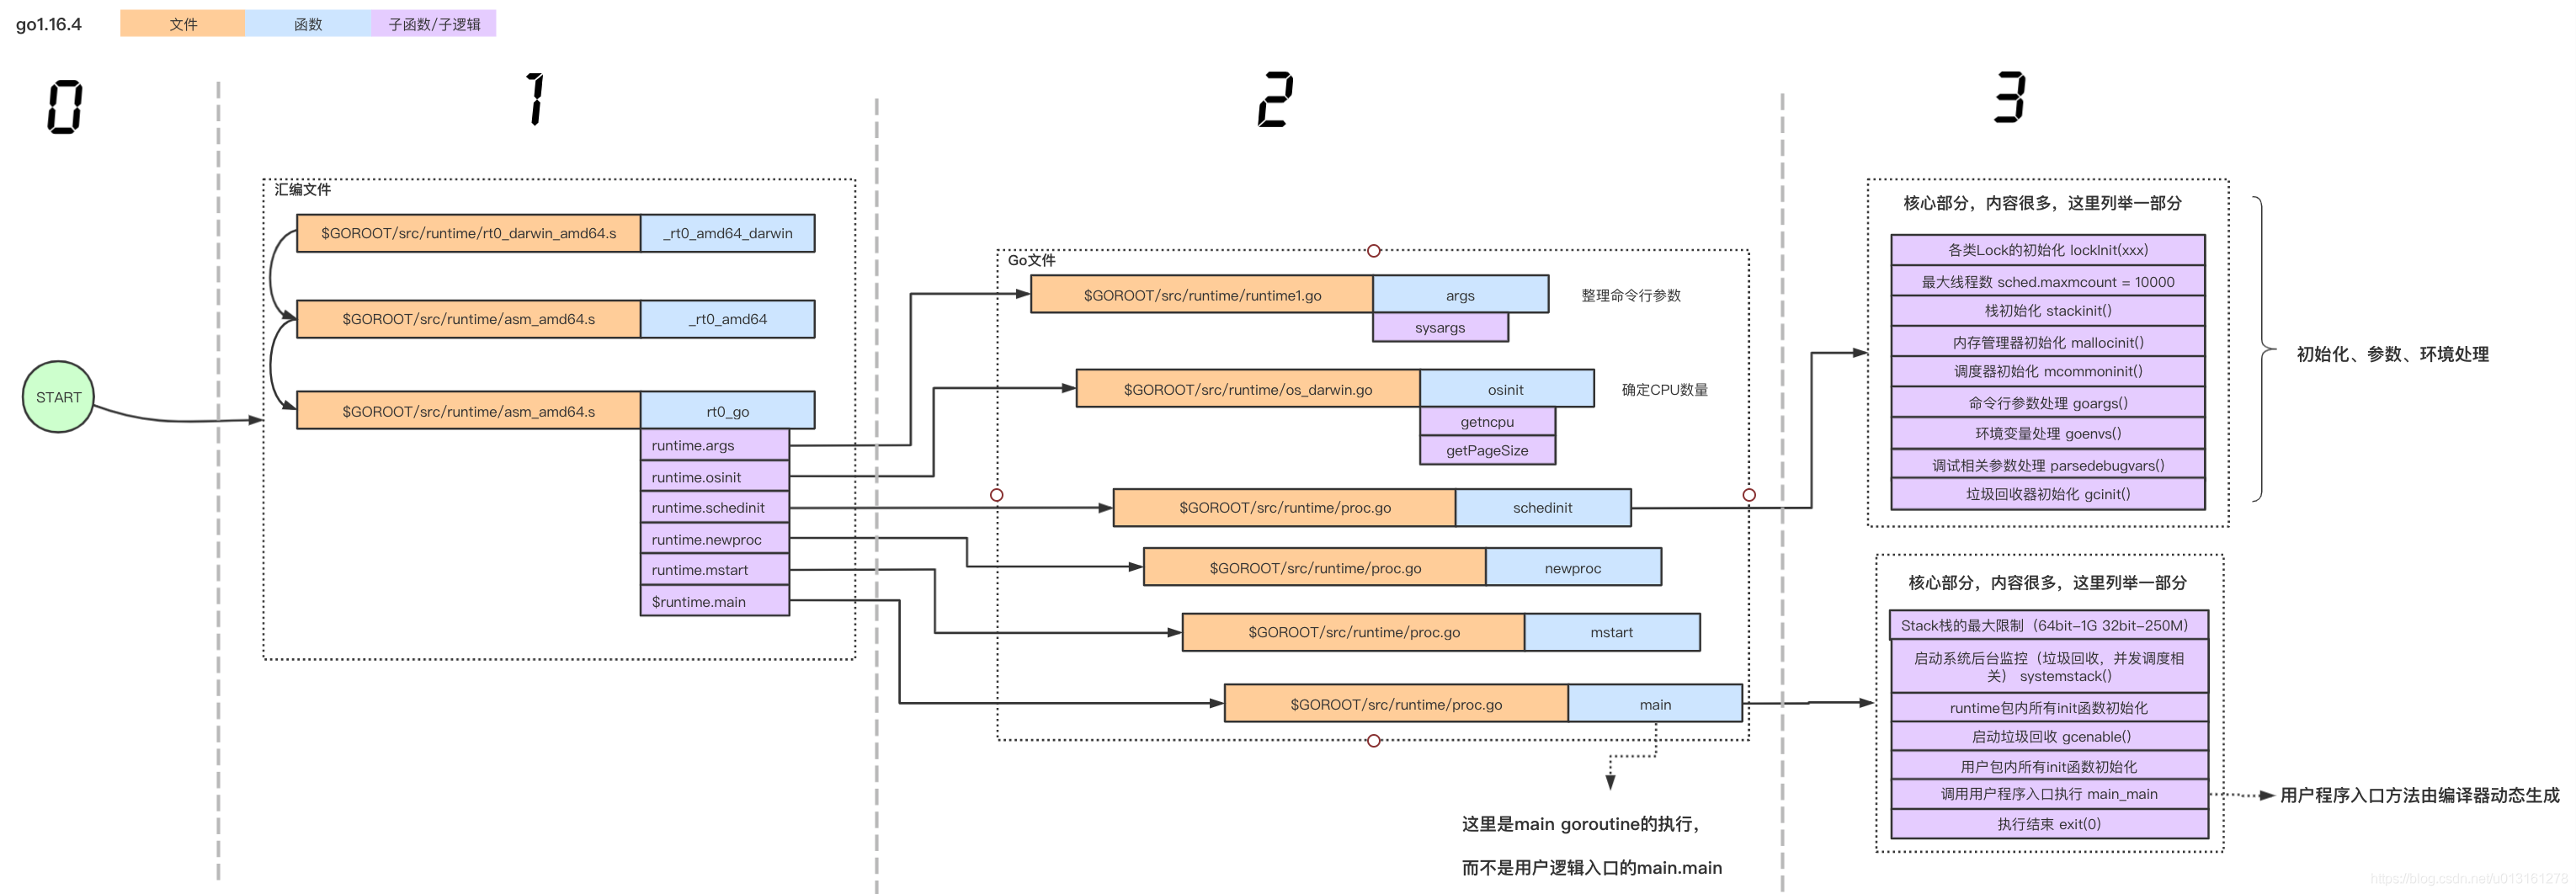 go1.16.4
文件
函数
子函数/子逻辑
0
1
2
3
START
汇编文件
$GOROOT/src/runtime/rt0_darwin_amd64.s
_rt0_amd64_darwin
$GOROOT/src/runtime/asm_amd64.s
_rt0_amd64
$GOROOT/src/runtime/asm_amd64.s
rt0_go
runtime.args
runtime.osinit
runtime.schedinit
runtime.newproc
runtime.mstart
$runtime.main
Go文件
$GOROOT/src/runtime/runtime1.go
args
整理命令行参数
sysargs
$GOROOT/src/runtime/os_darwin.go
osinit
确定CPU数量
getncpu
getPageSize
$GOROOT/src/runtime/proc.go
schedinit
$GOROOT/src/runtime/proc.go
newproc
$GOROOT/src/runtime/proc.go
mstart
$GOROOT/src/runtime/proc.go
main
这里是main goroutine的执行，
而不是用户逻辑入口的main.main
核心部分，内容很多，这里列举一部分
各类Lock的初始化 lockInit(xxx)
最大线程数 sched.maxmcount = 10000
栈初始化 stackinit()
内存管理器初始化 mallocinit()
调度器初始化 mcommoninit()
命令行参数处理 goargs()
环境变量处理 goenvs()
调试相关参数处理 parsedebugvars()
垃圾回收器初始化 gcinit()
初始化、参数、环境处理
核心部分，内容很多，这里列举一部分
Stack栈的最大限制（64bit-1G 32bit-250M）
启动系统后台监控（垃圾回收，并发调度相
关） systemstack()
runtime包内所有init函数初始化
启动垃圾回收 gcenable()
用户包内所有init函数初始化
调用用户程序入口执行 main_main
执行结束 exit(0)
用户程序入口方法由编译器动态生成
https://blog.csdn.net/u013161278